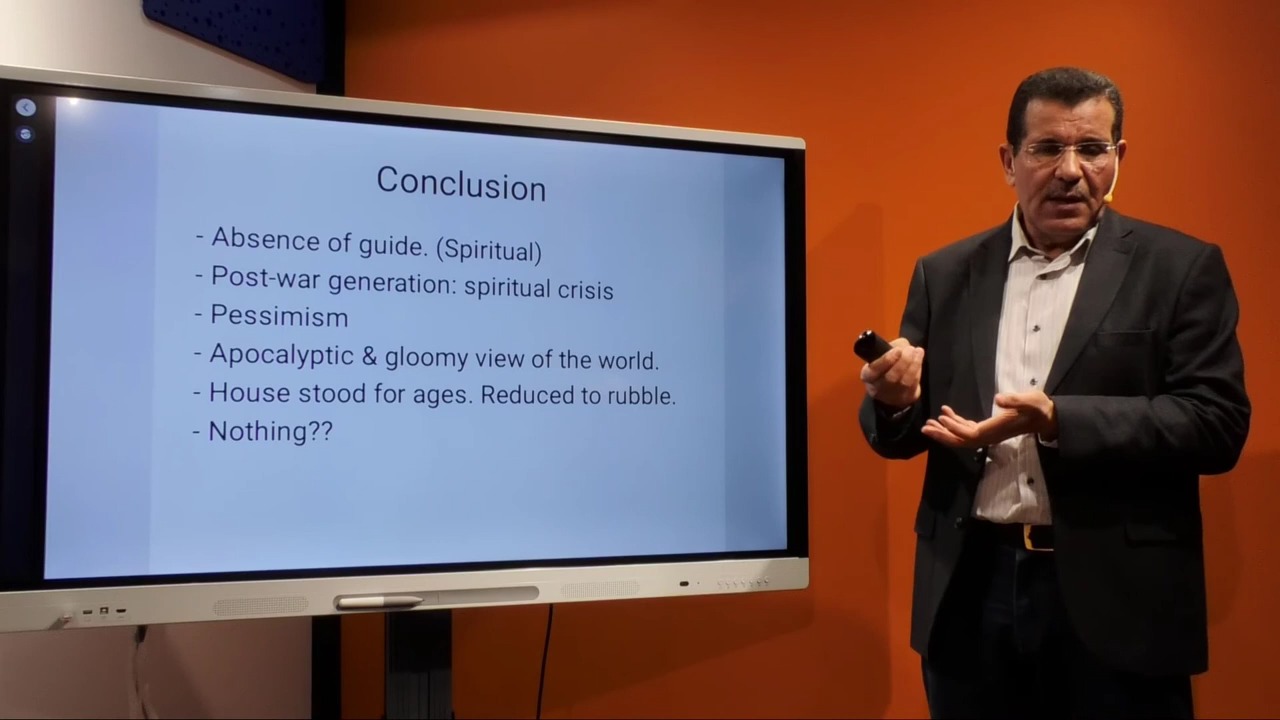 Conclusion
- Absence of guide. (Spiritual)
- Post-war generation: spiritual crisis
- Pessimism
- Apocalyptic & gloomy view of the world.
- House stood for ages. Reduced to rubble.
- Nothing??